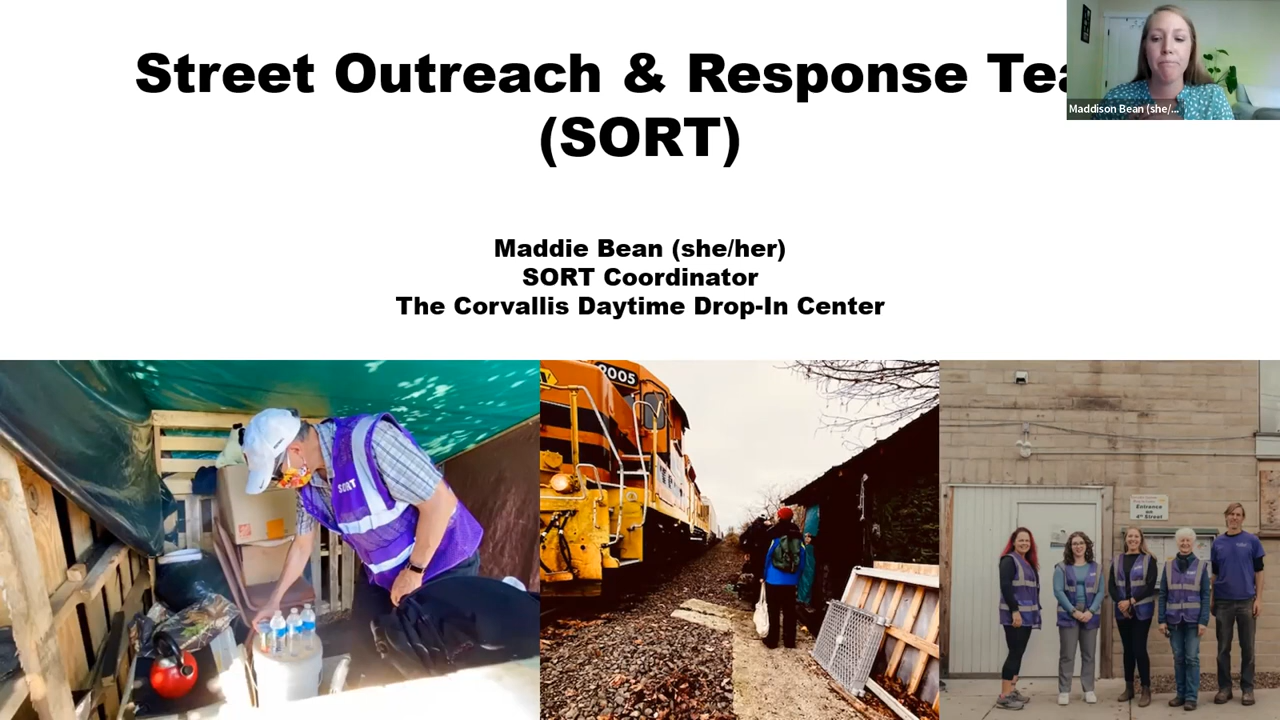 Street Outreach & Response Tea
(SORT)
Maddison Bean (she/...
Maddie Bean (she/her)
SORT Coordinator
The Corvallis Daytime Drop-In Center
SORT
2005
Entrance
on
4th Street